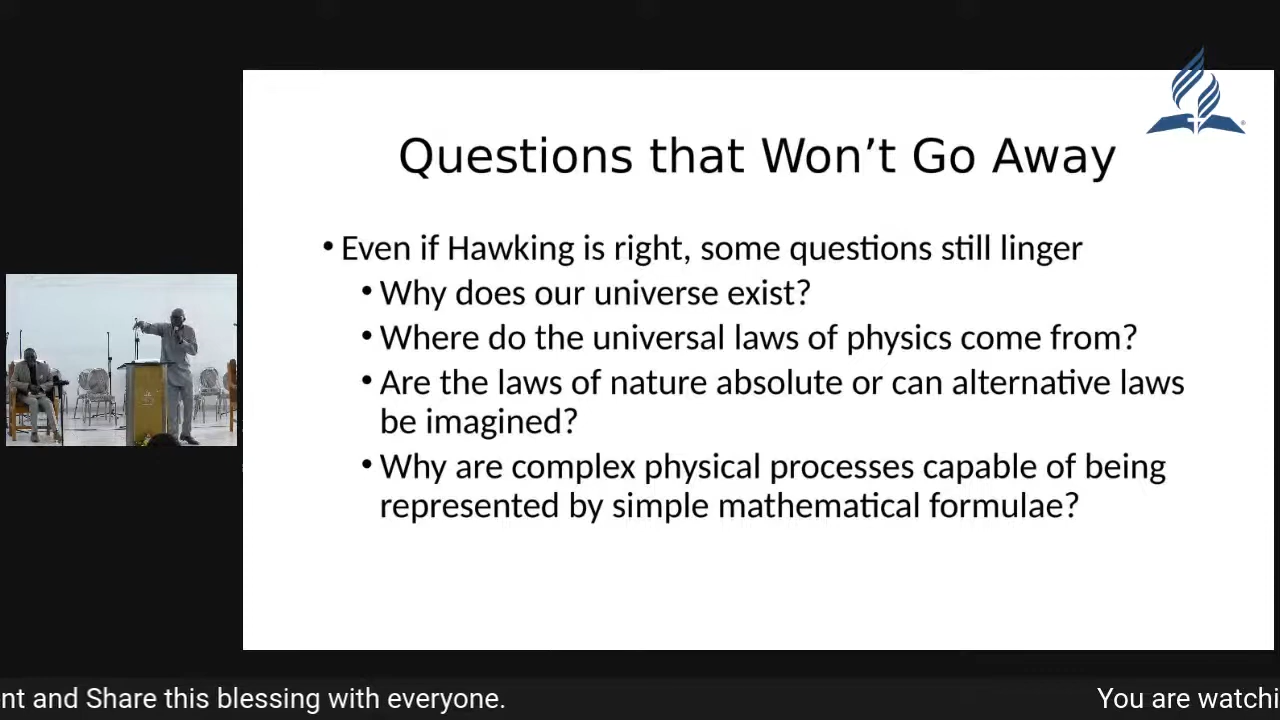 Questions that Won’t Go Away
• Even if Hawking is right, some questions still linger
• Why does our universe exist?
• Where do the universal laws of physics come from?
• Are the laws of nature absolute or can alternative laws
be imagined?
• Why are complex physical processes capable of being
represented by simple mathematical formulae?
nt and Share this blessing with everyone.
You are watchi